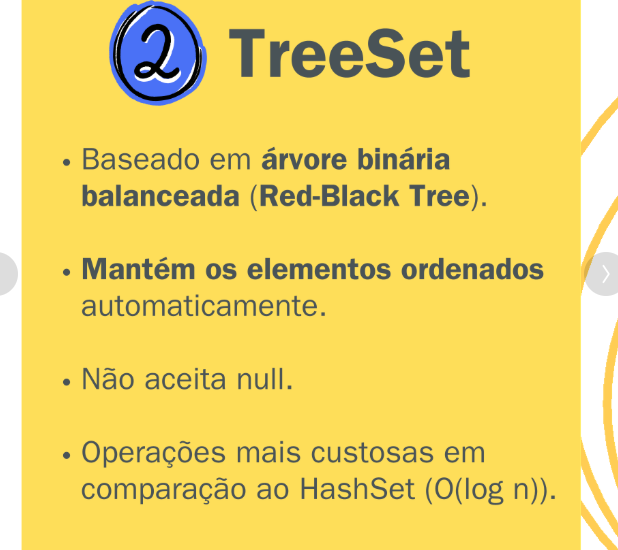 2 TreeSet
• Baseado em árvore binária
balanceada (Red-Black Tree).
• Mantém os elementos ordenados
automaticamente.
• Não aceita null.
• Operações mais custosas em
comparação ao HashSet (O(log n)).